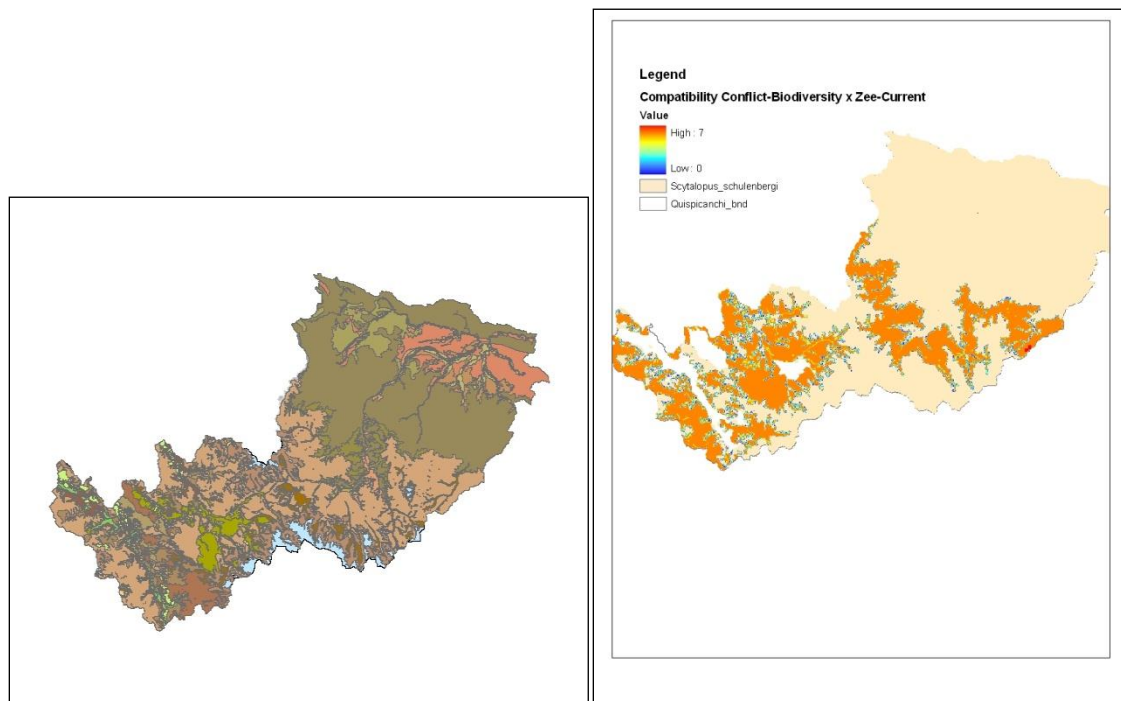 Legend
Compatibility Conflict-Biodiversity x Zee-Current
Value
High : 7
Low : 0
Scytalopus_schulenbergi
Quispicanchi_bnd